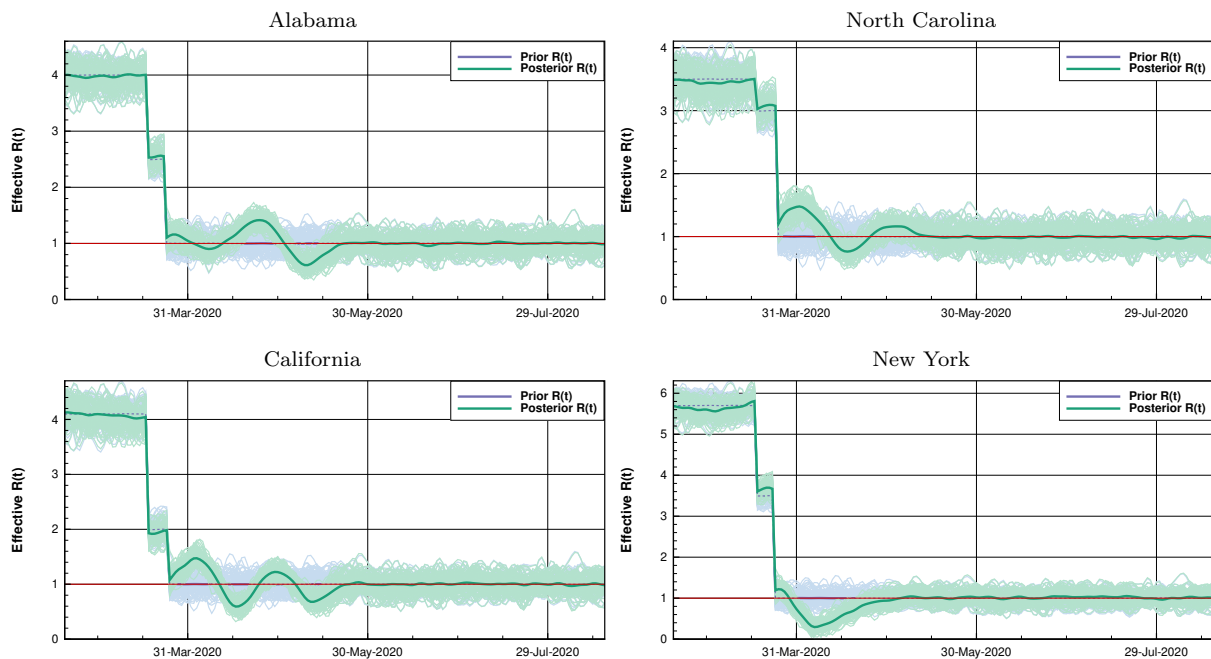 Alabama
Effective R(t)
4
3
2
1
0
Prior R(t)
Posterior R(t)
31-Mar-2020
30-May-2020
29-Jul-2020
North Carolina
Effective R(t)
4
3
2
1
0
Prior R(t)
Posterior R(t)
31-Mar-2020
30-May-2020
29-Jul-2020
California
Effective R(t)
4
3
2
1
0
Prior R(t)
Posterior R(t)
31-Mar-2020
30-May-2020
29-Jul-2020
New York
Effective R(t)
6
5
4
3
2
1
0
Prior R(t)
Posterior R(t)
31-Mar-2020
30-May-2020
29-Jul-2020